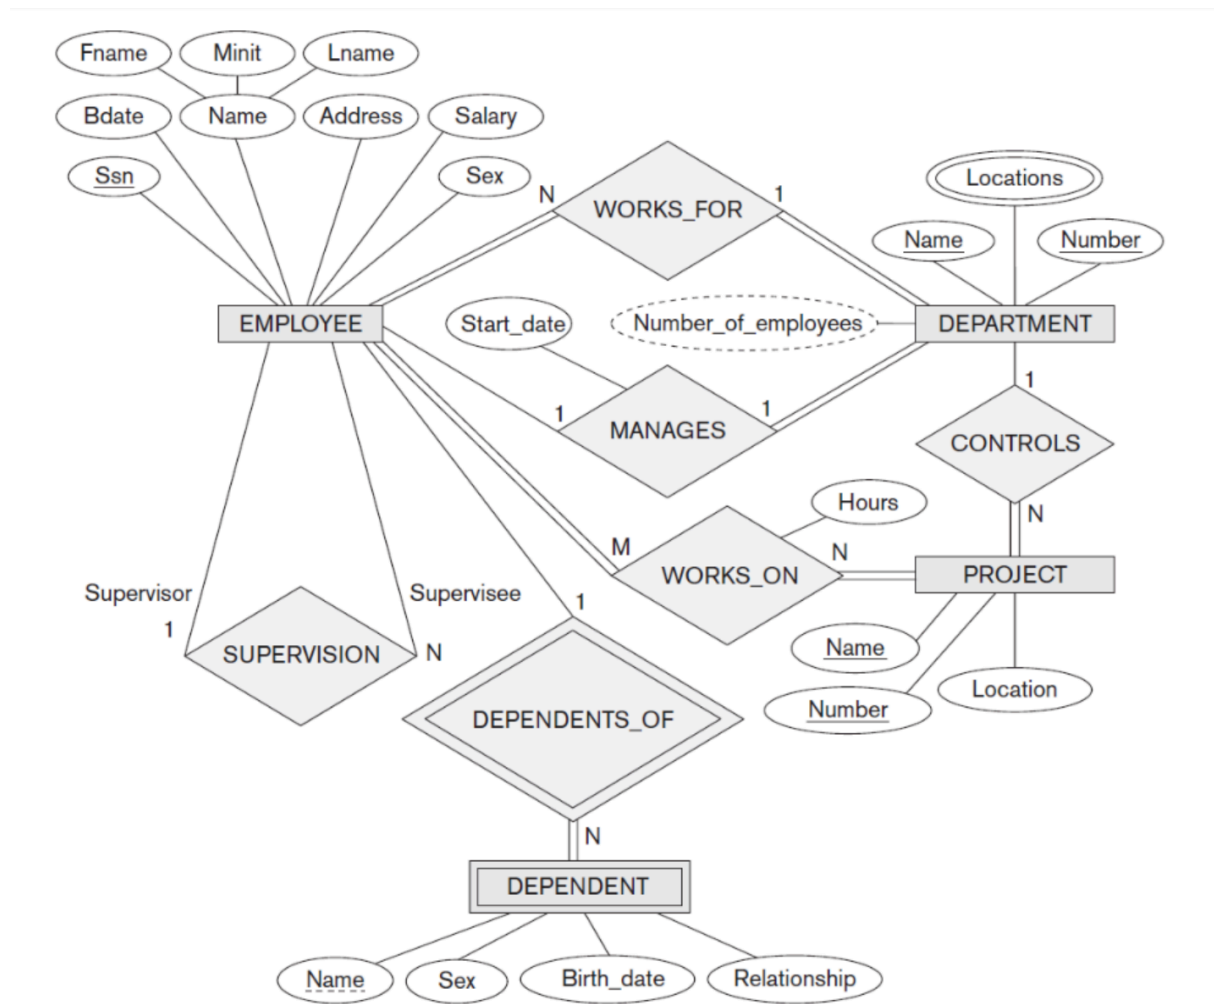 Fname
Minit
Lname
Bdate
Name
Address
Salary
Ssn
Sex
N
WORKS_FOR
1
Locations
Name
Number
EMPLOYEE
Start_date
Number_of_employees
DEPARTMENT
1
MANAGES
1
1
CONTROLS
N
Hours
M
WORKS_ON
N
PROJECT
Name
Number
Location
Supervisor
1
SUPERVISION
Supervisee
N
1
DEPENDENTS_OF
N
DEPENDENT
Name
Sex
Birth_date
Relationship